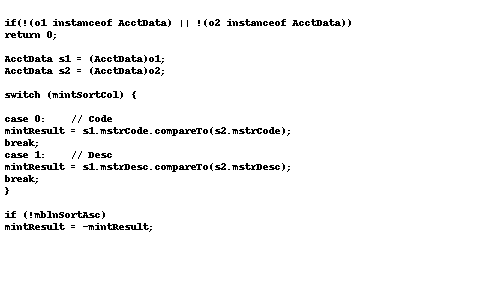 if(!(o1 instanceof AcctData) || !(o2 instanceof AcctData))
return 0;
AcctData s1 = (AcctData)o1;
AcctData s2 = (AcctData)o2;
switch (mintSortCol) {
case 0:    // Code
mintResult = s1.mstrCode.compareTo(s2.mstrCode);
break;
case 1:    // Desc
mintResult = s1.mstrDesc.compareTo(s2.mstrDesc);
break;
}
if (!mblnSortAsc)
mintResult = -mintResult;